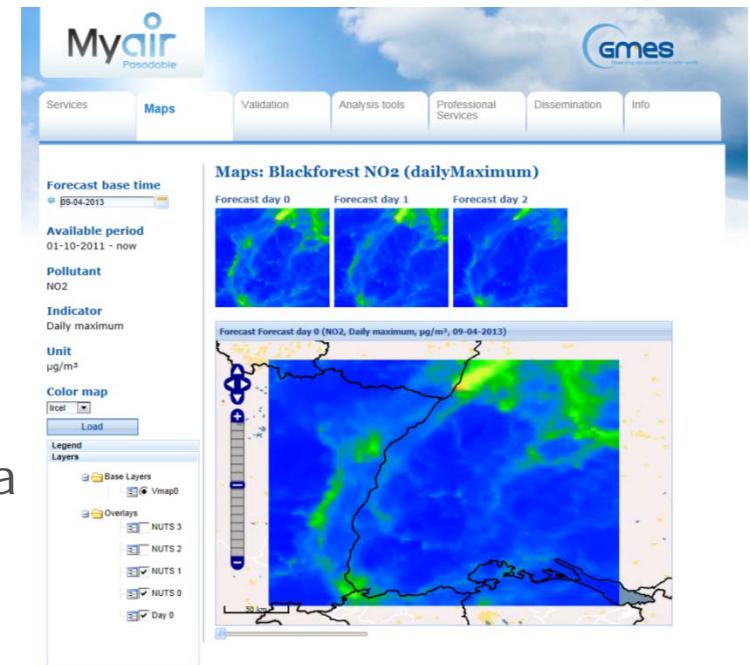 Myair
Pasodoble
GMES
Services
Maps
Validation
Analysis tools
Professional
Services
Dissemination
Info
Forecast base
time
09-04-2013
Available period
01-10-2011 - now
Pollutant
NO2
Indicator
Daily maximum
Unit
µg/m³
Color map
Ircel
Load
Legend
Layers
Base Layers
Vmap0
Overlays
NUTS 3
NUTS 2
NUTS 1
NUTS 0
Day 0
Maps: Blackforest NO2 (dailyMaximum)
Forecast day 0
Forecast day 1
Forecast day 2
Forecast Forecast day 0 (NO2, Daily maximum, µg/m³, 09-04-2013)
50 km
a